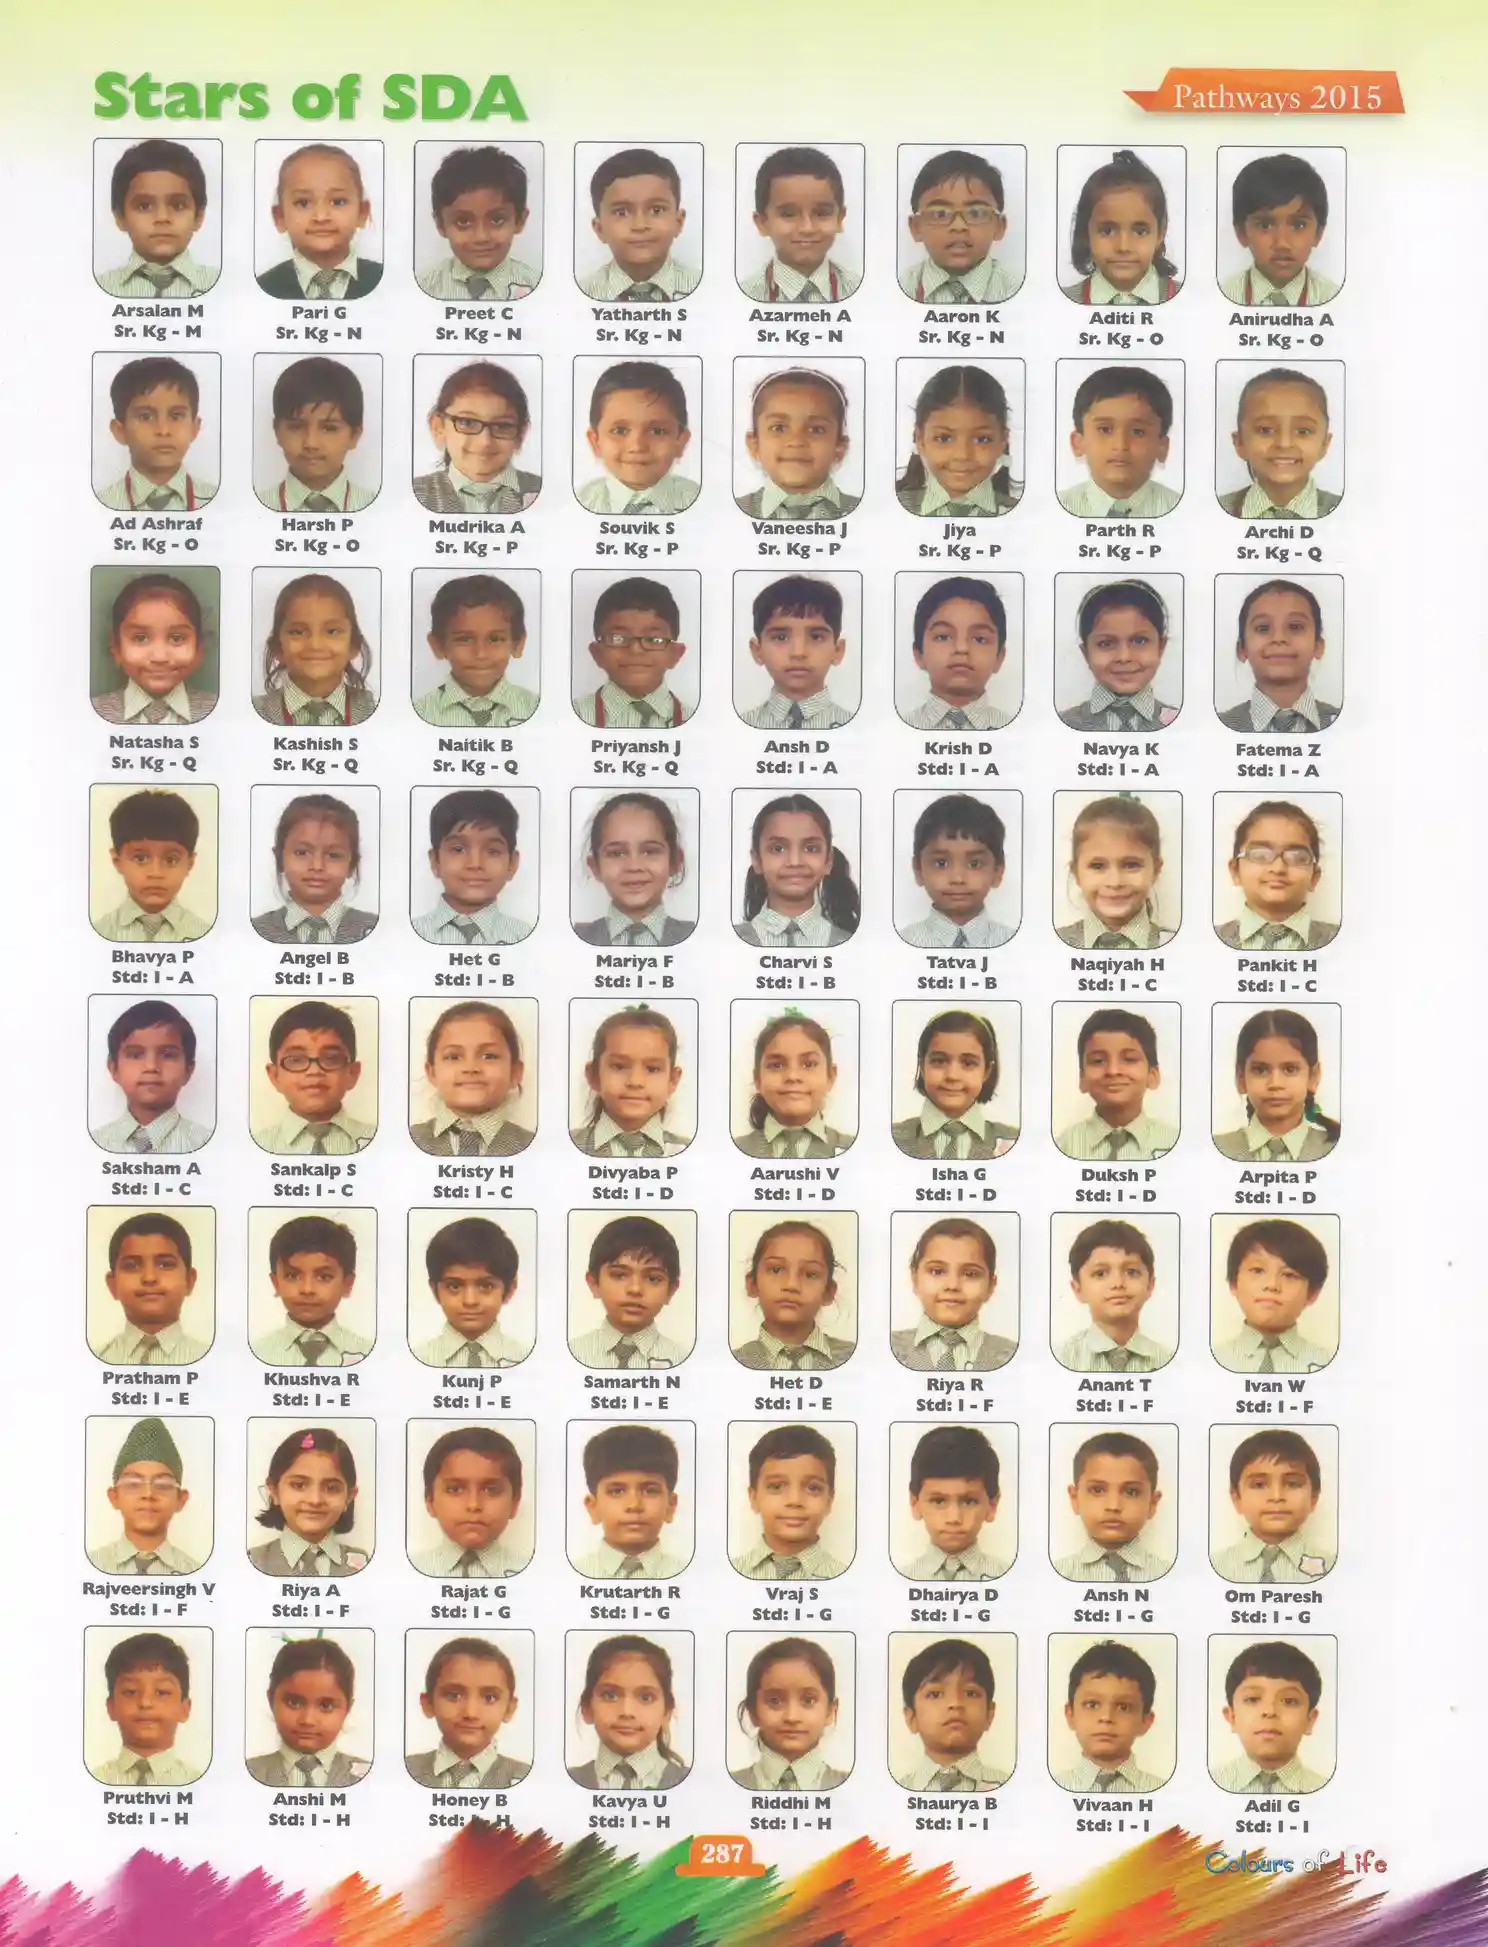 Stars of SDA
Pathways 2015
Arsalan M
Sr. Kg - M
Pari G
Sr. Kg - N
Preet C
Sr. Kg - N
Yatharth S
Sr. Kg - N
Azarmeh A
Sr. Kg - N
Aaron K
Sr. Kg - N
Aditi R
Sr. Kg - O
Anirudha A
Sr. Kg - O
Ad Ashraf
Sr. Kg - O
Harsh P
Sr. Kg - O
Mudrika A
Sr. Kg - P
Souvik S
Sr. Kg - P
Vaneesha J
Sr. Kg - P
Jiya
Sr. Kg - P
Parth R
Sr. Kg - P
Archi D
Sr. Kg - Q
Natasha S
Sr. Kg - Q
Kashish S
Sr. Kg - Q
Naitik B
Sr. Kg - Q
Priyansh J
Sr. Kg - Q
Ansh D
Std: I - A
Krish D
Std: I - A
Navya K
Std: I - A
Fatema Z
Std: I - A
Bhavya P
Std: I - A
Angel B
Std: I - B
Het G
Std: I - B
Mariya F
Std: I - B
Charvi S
Std: I - B
Tatva J
Std: I - B
Naqiyah H
Std: I - C
Pankit H
Std: I - C
Saksham A
Std: I - C
Sankalp S
Std: I - C
Kristy H
Std: I - C
Divyaba P
Std: I - D
Aarushi V
Std: I - D
Isha G
Std: I - D
Duksh P
Std: I - D
Arpita P
Std: I - D
Pratham P
Std: I - E
Khushva R
Std: I - E
Kunj P
Std: I - E
Samarth N
Std: I - E
Het D
Std: I - E
Riya R
Std: I - F
Anant T
Std: I - F
Ivan W
Std: I - F
Rajveersingh V
Std: I - F
Riya A
Std: I - F
Rajat G
Std: I - G
Krutarth R
Std: I - G
Vraj S
Std: I - G
Dhairya D
Std: I - G
Ansh N
Std: I - G
Om Paresh
Std: I - G
Pruthvi M
Std: I - H
Anshi M
Std: I - H
Honey B
Std: I - H
Kavya U
Std: I - H
Riddhi M
Std: I - H
Shaurya B
Std: I - I
Vivaan H
Std: I - I
Adil G
Std: I - I
287
Colours of Life